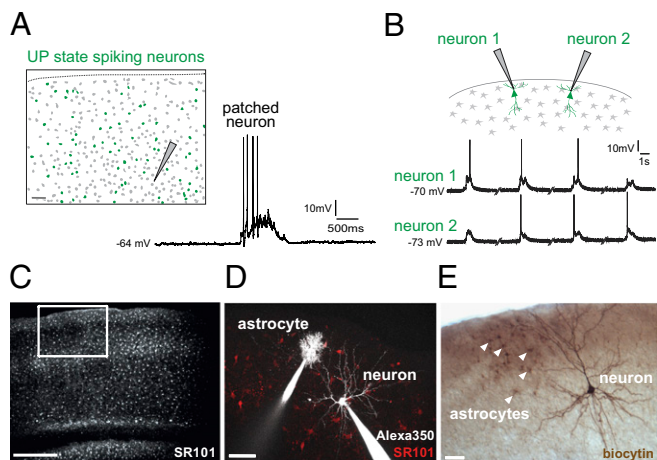 A
UP state spiking neurons
patched
neuron
10mV
500ms
-64 mV
B
neuron 1
neuron 2
10mV
1s
neuron 1
-70 mV
neuron 2
-73 mV
C
SR101
D
astrocyte
neuron
Alexa350
SR101
E
neuron
astrocytes
biocytin